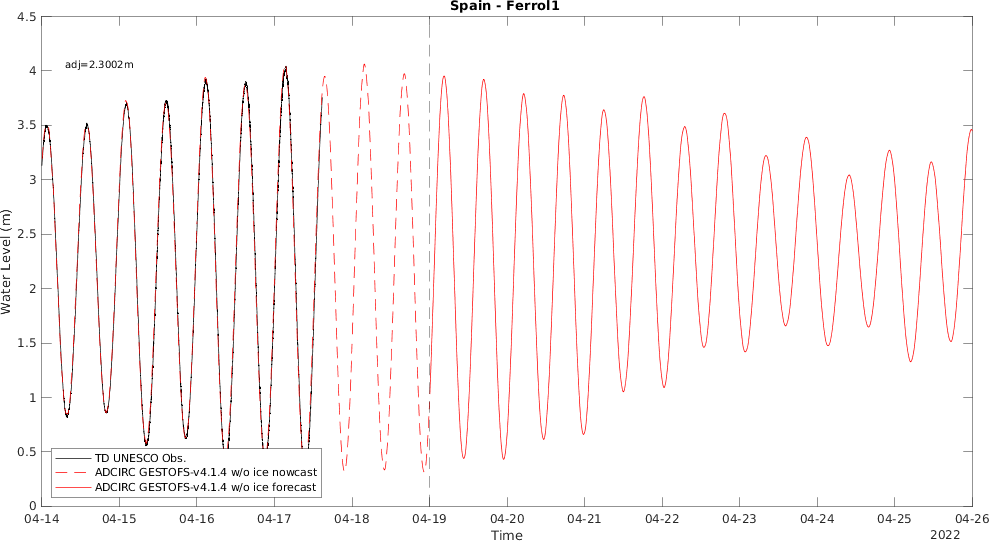 Spain - Ferrol1
adj=2.3002m
4.5
4
3.5
3
2.5
2
1.5
1
0.5
0
Water Level (m)
TD UNESCO Obs.
ADCIRC GESTOFS-v4.1.4 w/o ice nowcast
ADCIRC GESTOFS-v4.1.4 w/o ice forecast
04-14 04-15 04-16 04-17 04-18 04-19 04-20 04-21 04-22 04-23 04-24 04-25 04-26
Time
2022